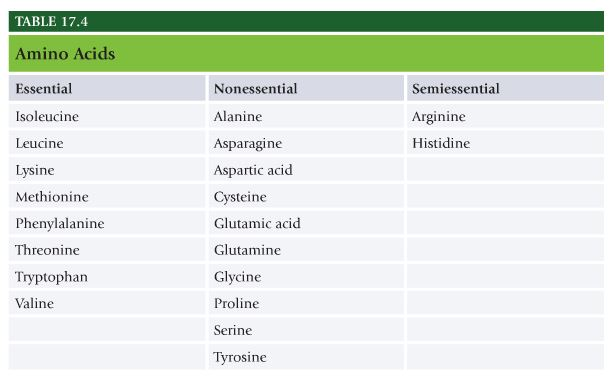 TABLE 17.4
Amino Acids
Essential Nonessential Semiessential
Isoleucine Alanine Arginine
Leucine Asparagine Histidine
Lysine Aspartic acid
Methionine Cysteine
Phenylalanine Glutamic acid
Threonine Glutamine
Tryptophan Glycine
Valine Proline
Serine
Tyrosine